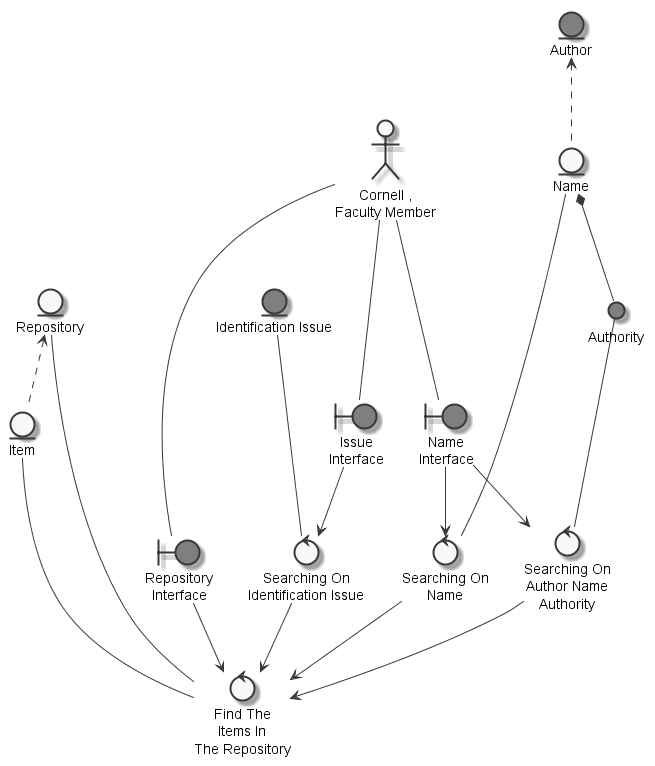 Author
Name
Cornell ,
Faculty Member
Repository
Identification Issue
Authority
Item
Issue
Interface
Name
Interface
Repository
Interface
Searching On
Identification Issue
Searching On
Name
Searching On
Author Name
Authority
Find The
Items In
The Repository